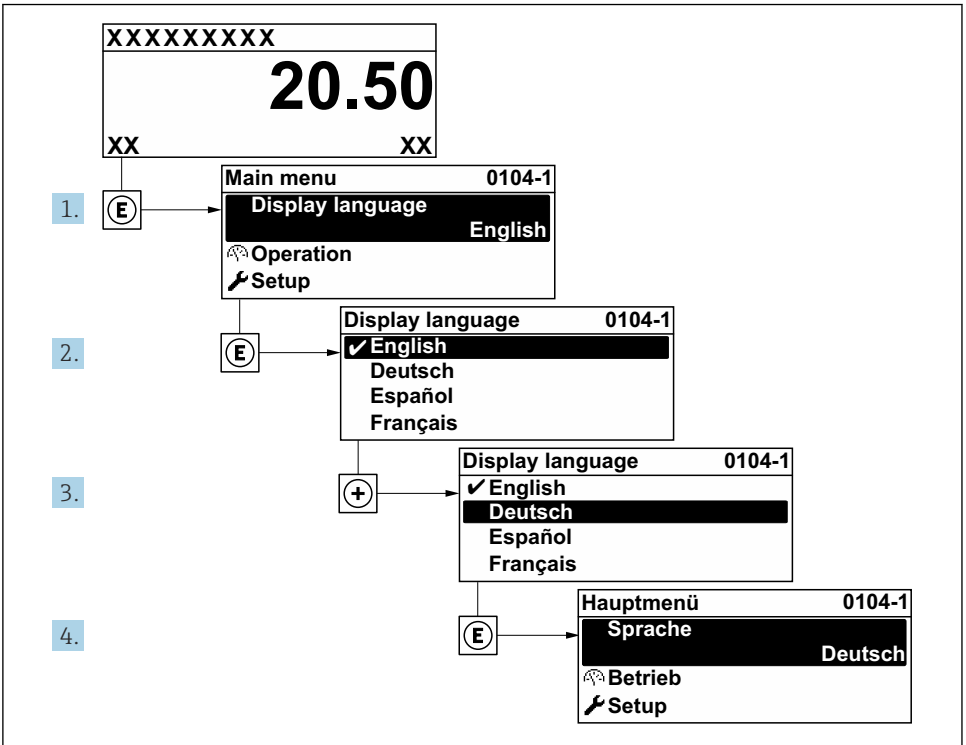 XXXXXXXXX
20.50
XX XX
1. E
Main menu 0104-1
Display language
English
Operation
Setup
2. E
Display language 0104-1
✔English
Deutsch
Español
Français
3. +
Display language 0104-1
✔English
Deutsch
Español
Français
4. E
Hauptmenü 0104-1
Sprache
Deutsch
Betrieb
Setup